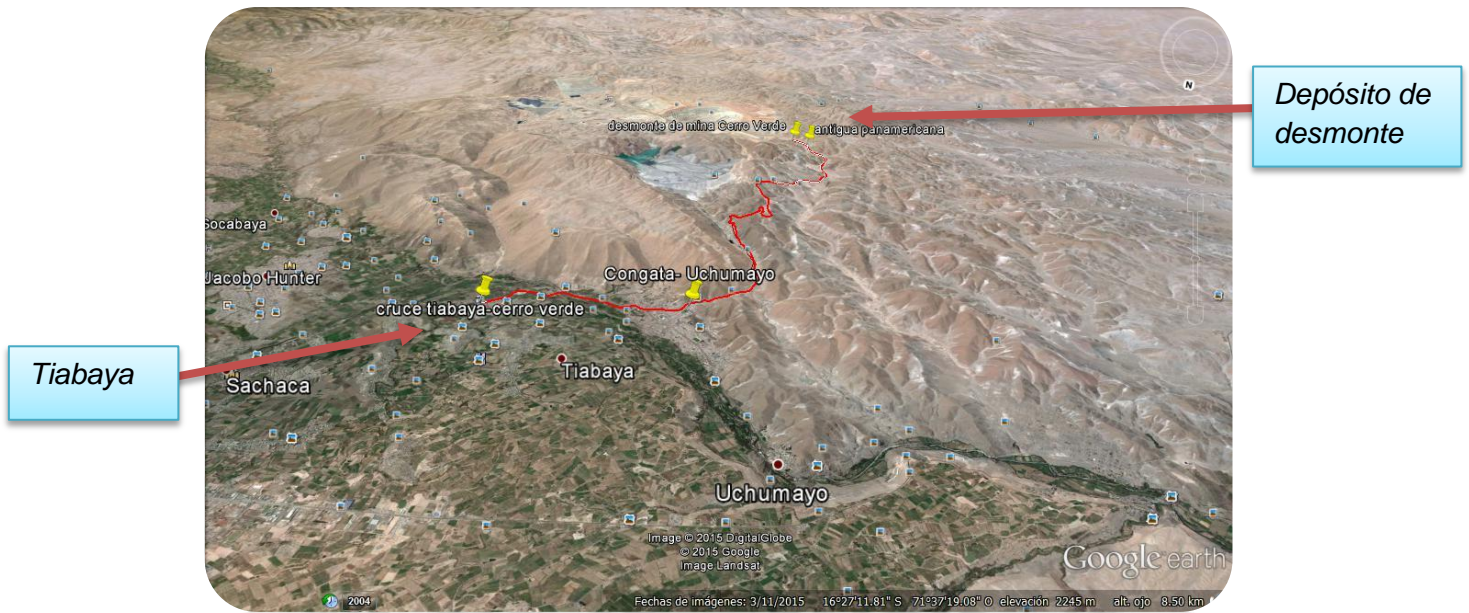 Depósito de
desmonte
desmonte de mina Cerro Verde
antigua panamericana
N
Socabaya
Jacobo Hunter
Congata- Uchumayo
cruce tiabaya-cerro verde
Tiabaya
Tiabaya
Sachaca
Uchumayo
Image © 2015 DigitalGlobe
© 2015 Google
Image Landsat
Google earth
2004
Fechas de imágenes: 3/11/2015 16°27'11.81" S 71°37'19.08" O elevación 2245 m alt. ojo 8.50 km